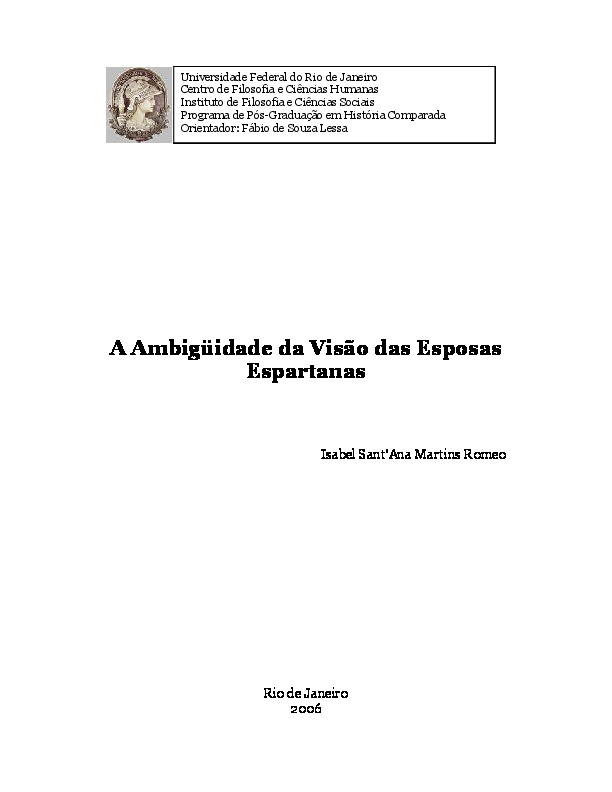 Universidade Federal do Rio de Janeiro
Centro de Filosofia e Ciências Humanas
Instituto de Filosofia e Ciências Sociais
Programa de Pós-Graduação em História Comparada
Orientador: Fábio de Souza Lessa
A Ambigüidade da Visão das Esposas
Espartanas
Isabel Sant'Ana Martins Romeo
Rio de Janeiro
2006